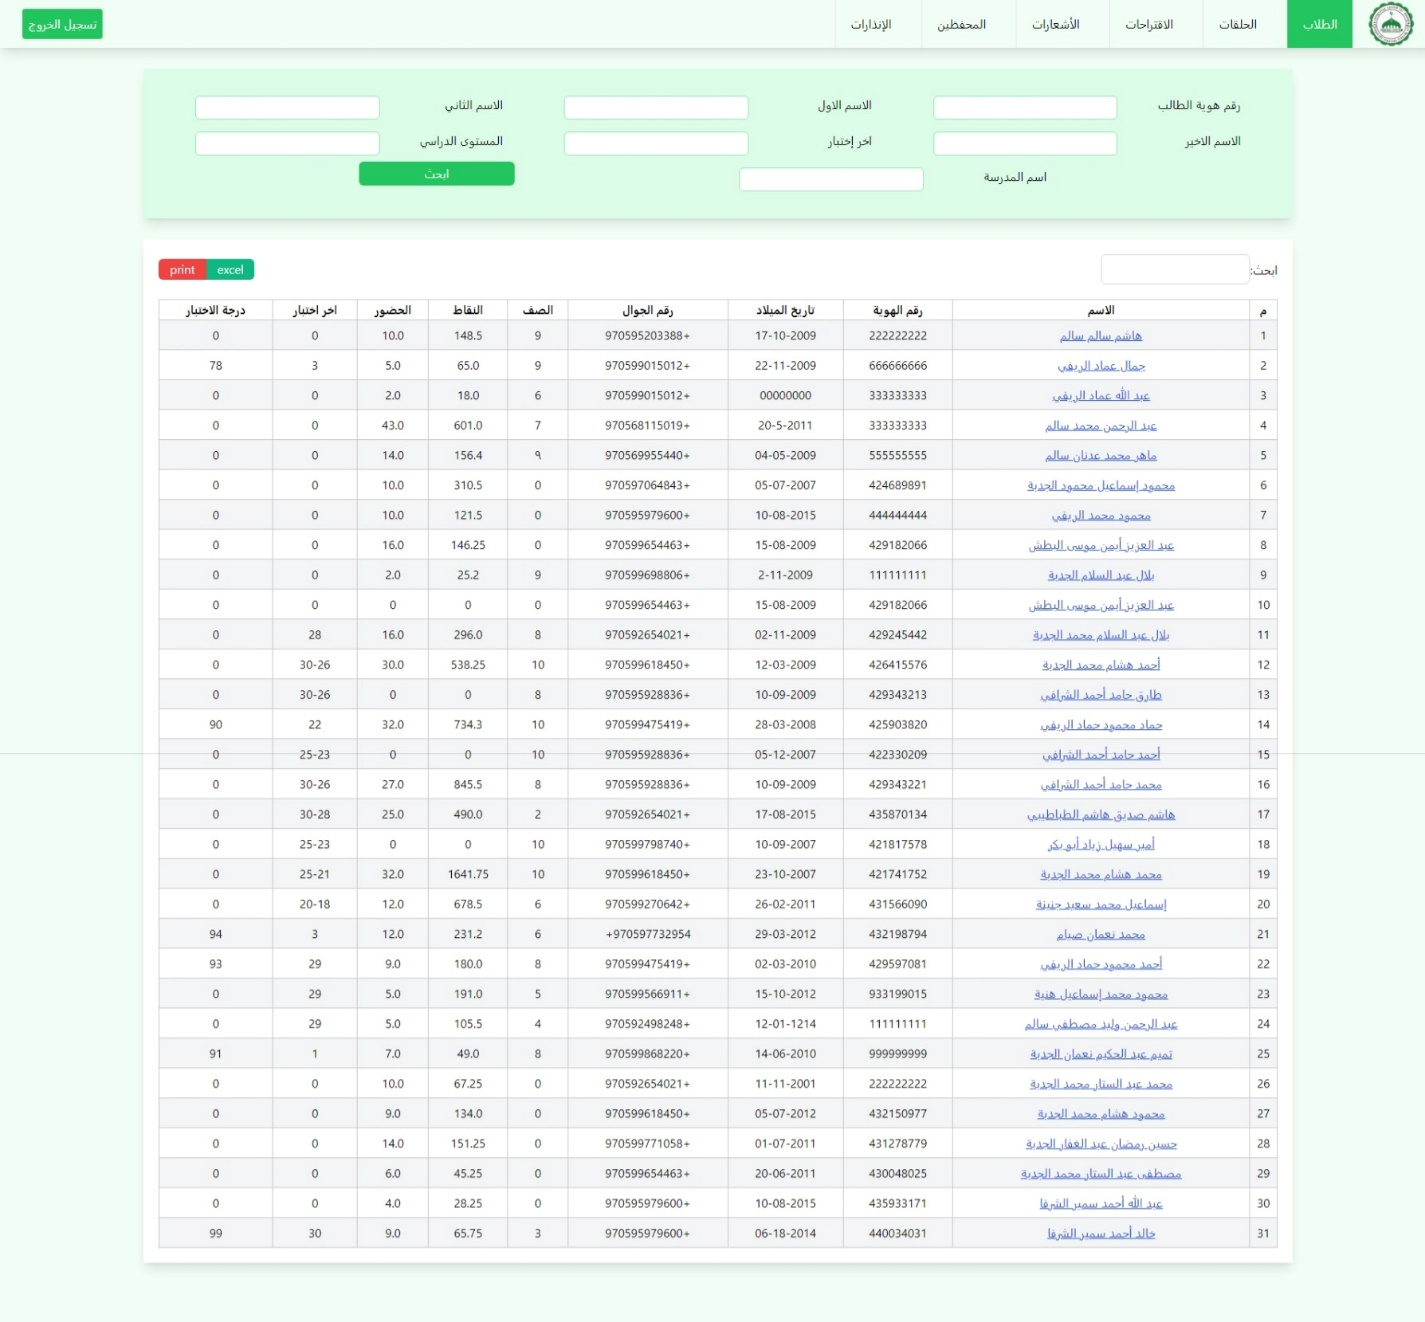 الطلاب الحلقات الاقتراحات الأشعارات المحفظين الإنذارات تسجيل الخروج
رقم هوية الطالب الاسم الاول الاسم الثاني
الاسم الاخير اخر إختبار المستوى الدراسي
اسم المدرسة ابحث
ابحث: excel print
م الاسم رقم الهوية تاريخ الميلاد رقم الجوال الصف النقاط الحضور اخر اختبار درجة الاختبار
1 هاشم سالم سالم 222222222 17-10-2009 970595203388+ 9 148.5 10.0 0 0
2 جمال عماد الريفي 666666666 22-11-2009 970599015012+ 9 65.0 5.0 3 78
3 عبد الله عماد الريفي 333333333 00000000 970599015012+ 6 18.0 2.0 0 0
4 عبد الرحمن محمد سالم 333333333 20-5-2011 970568115019+ 7 601.0 43.0 0 0
5 ماهر محمد عدنان سالم 555555555 04-05-2009 970569955440+ ٩ 156.4 14.0 0 0
6 محمود إسماعيل محمود الجدبة 424689891 05-07-2007 970597064843+ 0 310.5 10.0 0 0
7 محمود محمد الريفي 444444444 10-08-2015 970595979600+ 0 121.5 10.0 0 0
8 عبد العزيز أيمن موسى البطش 429182066 15-08-2009 970599654463+ 0 146.25 16.0 0 0
9 بلال عبد السلام الجدبة 111111111 2-11-2009 970599698806+ 9 25.2 2.0 0 0
10 عبد العزيز أيمن موسى البطش 429182066 15-08-2009 970599654463+ 0 0 0 0 0
11 بلال عبد السلام محمد الجدبة 429245442 02-11-2009 970592654021+ 8 296.0 16.0 28 0
12 أحمد هشام محمد الجدبة 426415576 12-03-2009 970599618450+ 10 538.25 30.0 30-26 0
13 طارق حامد أحمد الشرافي 429343213 10-09-2009 970595928836+ 8 0 0 30-26 0
14 حماد محمود حماد الريفي 425903820 28-03-2008 970599475419+ 10 734.3 32.0 22 90
15 أحمد حامد أحمد الشرافي 422330209 05-12-2007 970595928836+ 10 0 0 25-23 0
16 محمد حامد أحمد الشرافي 429343221 10-09-2009 970595928836+ 8 845.5 27.0 30-26 0
17 هاشم صديق هاشم الطباطيبي 435870134 17-08-2015 970592654021+ 2 490.0 25.0 30-28 0
18 أمير سهيل زياد أبو بكر 421817578 10-09-2007 970599798740+ 10 0 0 25-23 0
19 محمد هشام محمد الجدبة 421741752 23-10-2007 970599618450+ 10 1641.75 32.0 25-21 0
20 إسماعيل محمد سعيد جنينة 431566090 26-02-2011 970599270642+ 6 678.5 12.0 20-18 0
21 محمد نعمان صيام 432198794 29-03-2012 +970597732954 6 231.2 12.0 3 94
22 أحمد محمود حماد الريفي 429597081 02-03-2010 970599475419+ 8 180.0 9.0 29 93
23 محمود محمد إسماعيل هنية 933199015 15-10-2012 970599566911+ 5 191.0 5.0 29 0
24 عبد الرحمن وليد مصطفى سالم 111111111 12-01-1214 970592498248+ 4 105.5 5.0 29 0
25 تميم عبد الحكيم نعمان الجدبة 999999999 14-06-2010 970599868220+ 8 49.0 7.0 1 91
26 محمد عبد الستار محمد الجدبة 222222222 11-11-2001 970592654021+ 0 67.25 10.0 0 0
27 محمود هشام محمد الجدبة 432150977 05-07-2012 970599618450+ 0 134.0 9.0 0 0
28 حسين رمضان عبد الغفار الجدبة 431278779 01-07-2011 970599771058+ 0 151.25 14.0 0 0
29 مصطفى عبد الستار محمد الجدبة 430048025 20-06-2011 970599654463+ 0 45.25 6.0 0 0
30 عبد الله أحمد سمير الشرفا 435933171 10-08-2015 970595979600+ 0 28.25 4.0 0 0
31 خالد أحمد سمير الشرفا 440034031 06-18-2014 970595979600+ 3 65.75 9.0 30 99